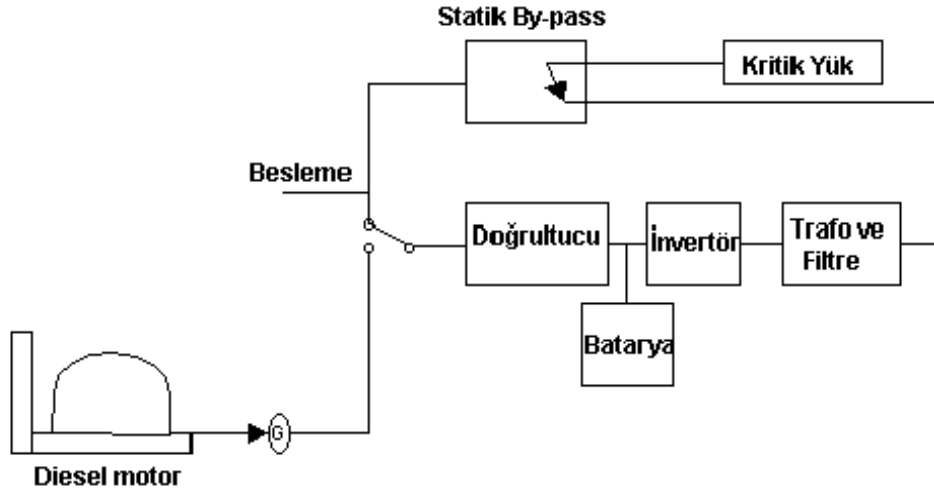 Statik By-pass
Kritik Yük
Besleme
Doğrultucu
İnvertör
Trafo ve
Filtre
Batarya
G
Diesel motor